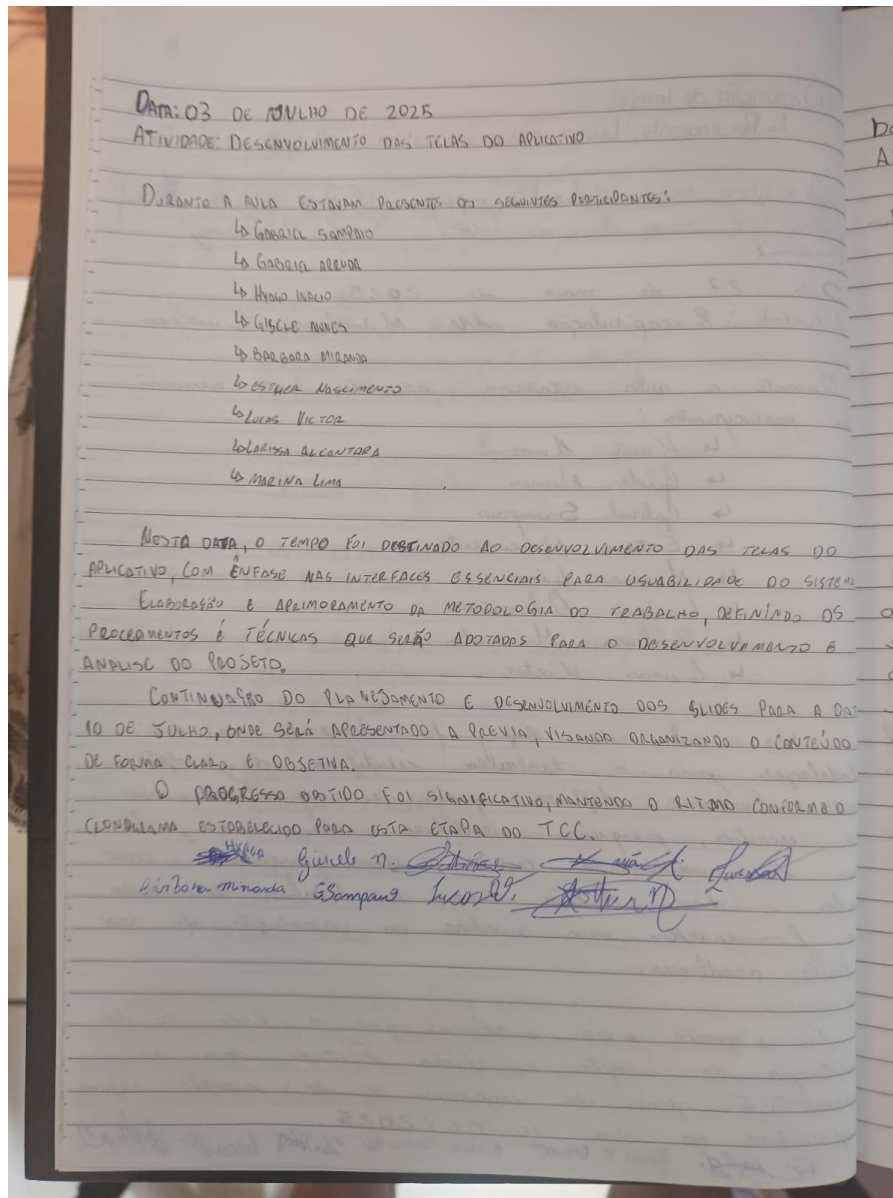 DATA: 03 DE JULHO DE 2025
ATIVIDADE: DESENVOLVIMENTO DAS TELAS DO APLICATIVO
DURANTE A AULA ESTAVAM PRESENTES OS SEGUINTES PARTICIPANTES:
↳ GABRIEL SAMPAIO
↳ GABRIEL ARRUDA
↳ HYAGO INACIO
↳ GISELE NUNES
↳ BARBARA MIRANDA
↳ ESTHER NASCIMENTO
↳ LUCAS VICTOR
↳ LARISSA ALCANTARA
↳ MARINA LIMA
NESTA DATA, O TEMPO FOI DESTINADO AO DESENVOLVIMENTO DAS TELAS DO
APLICATIVO, COM ÊNFASE NAS INTERFACES ESSENCIAIS PARA USUABILIDADE DO SISTEMA
ELABORAÇÃO E APRIMORAMENTO DA METODOLOGIA DO TRABALHO, DEFININDO OS
PROCEDAMENTOS É TÉCNICAS QUE SERÃO ADOTADOS PARA O DESENVOLVIMENTO E
ANALISE DO PROJETO.
CONTINUAÇÃO DO PLANEJAMENTO E DESENVOLVIMENTO DOS SLIDES PARA A DAT
10 DE JULHO, ONDE SERÁ APRESENTADO A PREVIA, VISANDO ORGANIZANDO O CONTEÚDO
DE FORMA CLARA E OBJETIVA.
O PROGRESSO OBTIDO FOI SIGNIFICATIVO, MANTENDO O RITMO CONFORME O
CRONOGRAMA ESTABELECIDO PARA ESTA ETAPA DO TCC.
HYAGO Gisele N.
Bárbara Miranda GSampaio Lucas V. Esther N